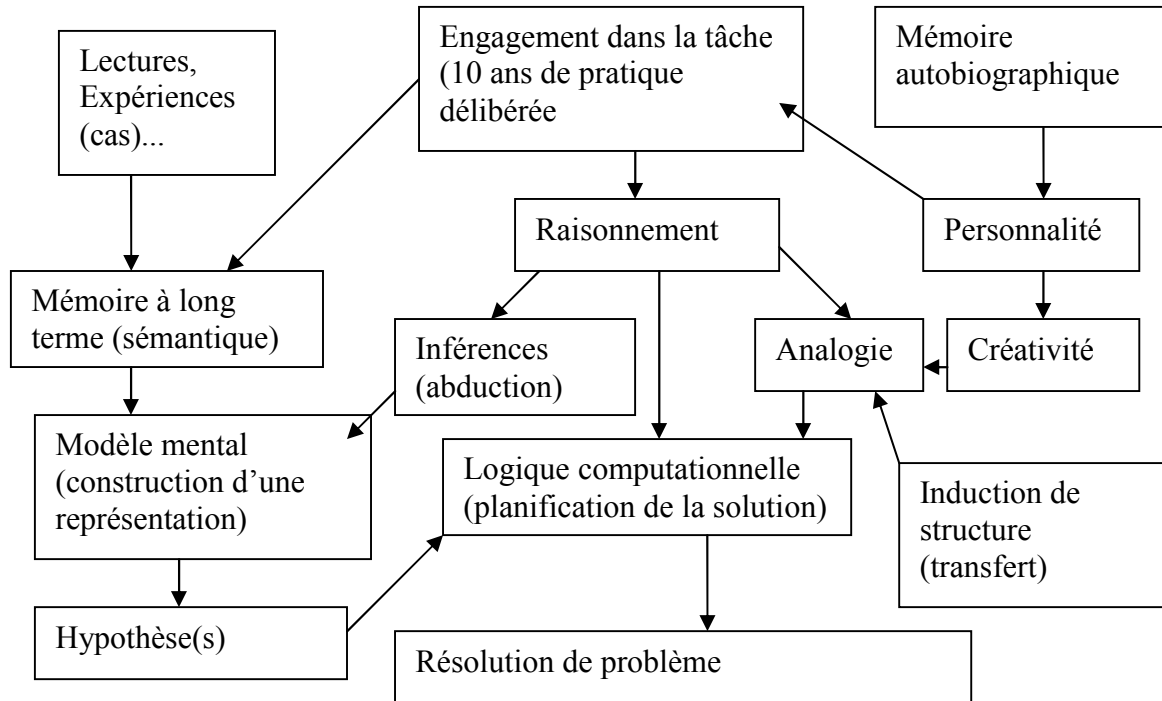 Lectures,
Expériences
(cas)...
Engagement dans la tâche
(10 ans de pratique
délibérée
Mémoire
autobiographique
Raisonnement
Personnalité
Mémoire à long
terme (sémantique)
Inférences
(abduction)
Analogie
Créativité
Modèle mental
(construction d’une
représentation)
Logique computationnelle
(planification de la solution)
Induction de
structure
(transfert)
Hypothèse(s)
Résolution de problème